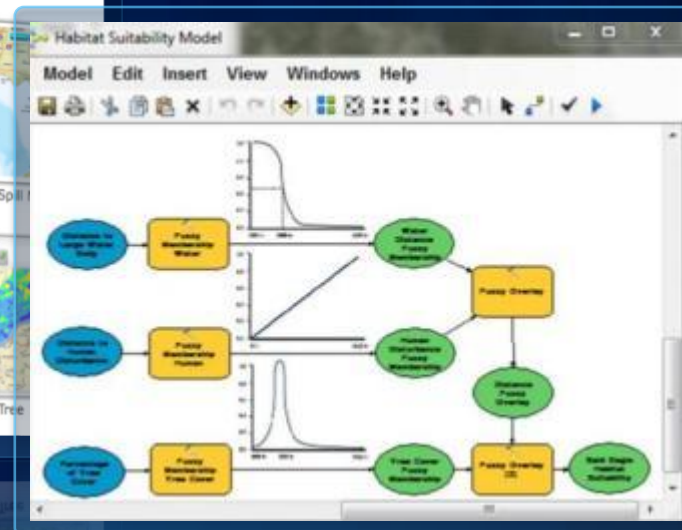 Habitat Suitability Model
Model Edit Insert View Windows Help
Spill
Distance to
Large Water
Body
Fuzzy
Membership
Water
Water
Distance
Fuzzy
Membership
Fuzzy Overlay
Distance to
Human
Disturbance
Fuzzy
Membership
Human
Human
Disturbance
Fuzzy
Membership
Tree
Distance
Fuzzy
Overlay
Percentage
of Tree
Cover
Fuzzy
Membership
Tree Cover
Tree Cover
Fuzzy
Membership
Fuzzy Overlay
(2)
Bald Eagle
Habitat
Suitability